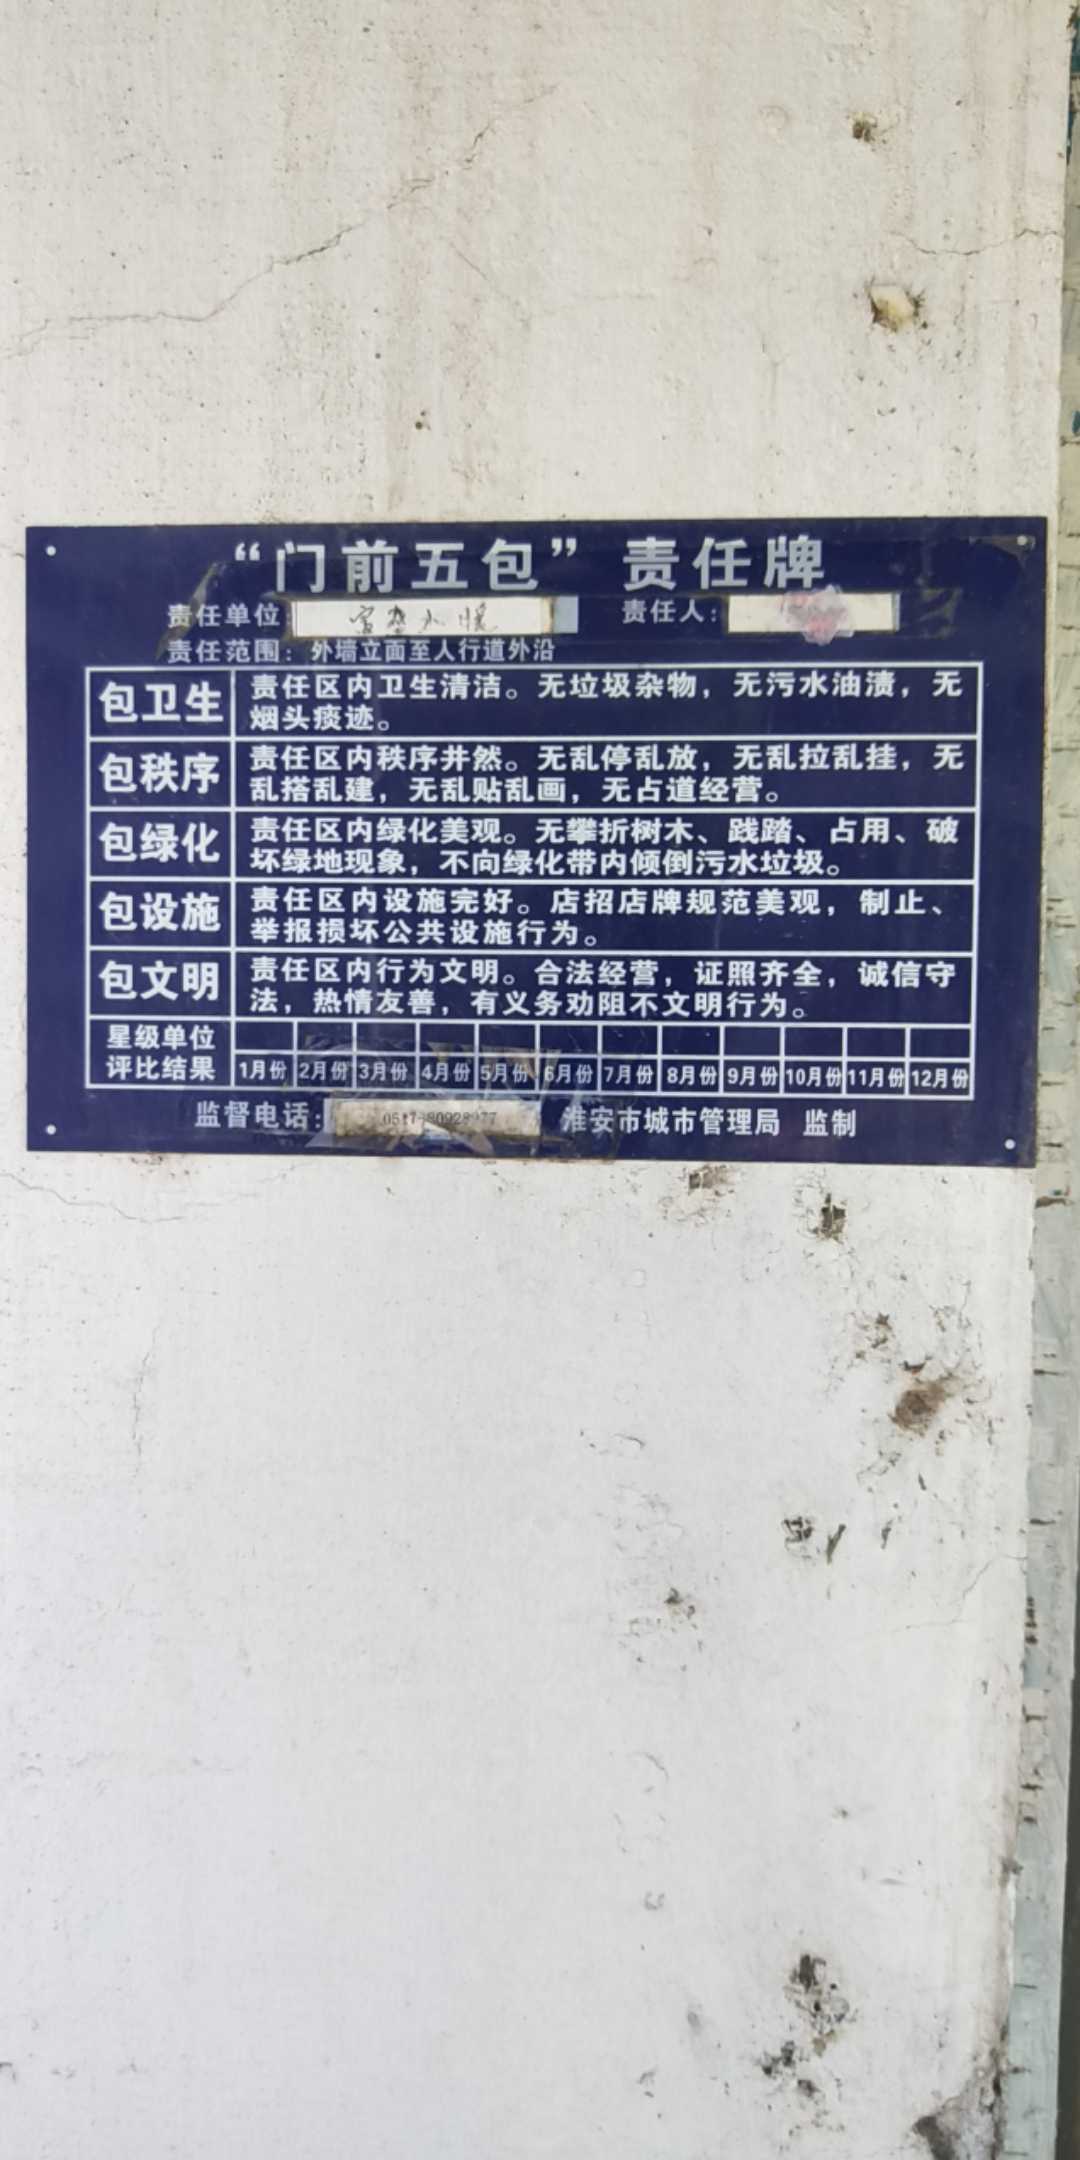 “门前五包”责任牌
责任单位: 水暖 责任人:
责任范围: 外墙立面至人行道外沿
包卫生 责任区内卫生清洁。无垃圾杂物，无污水油渍，无
烟头痰迹。
包秩序 责任区内秩序井然。无乱停乱放，无乱拉乱挂，无
乱搭乱建，无乱贴乱画，无占道经营。
包绿化 责任区内绿化美观。无攀折树木、践踏、占用、破
坏绿地现象，不向绿化带内倾倒污水垃圾。
包设施 责任区内设施完好。店招店牌规范美观，制止、
举报损坏公共设施行为。
包文明 责任区内行为文明。合法经营，证照齐全，诚信守
法，热情友善，有义务劝阻不文明行为。
星级单位
评比结果 1月份 2月份 3月份 4月份 5月份 6月份 7月份 8月份 9月份 10月份 11月份 12月份
监督电话: 淮安市城市管理局 监制